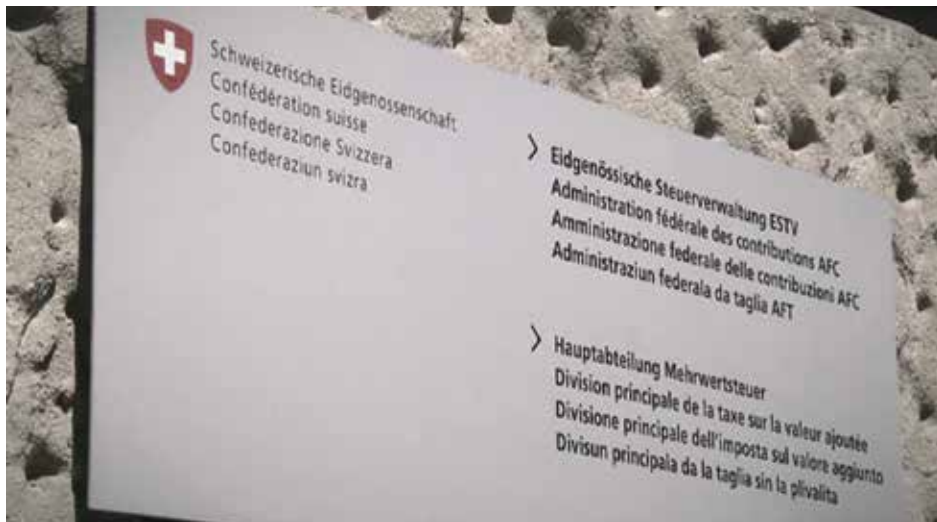 Schweizerische Eidgenossenschaft
Confédération suisse
Confederazione Svizzera
Confederaziun svizra
Eidgenössische Steuerverwaltung ESTV
Administration fédérale des contributions AFC
Amministrazione federale delle contribuzioni AFC
Administraziun federala da taglia AFT
Hauptabteilung Mehrwertsteuer
Division principale de la taxe sur la valeur ajoutée
Divisione principale dell'imposta sul valore aggiunto
Divisun principala da la taglia sin la plivalita